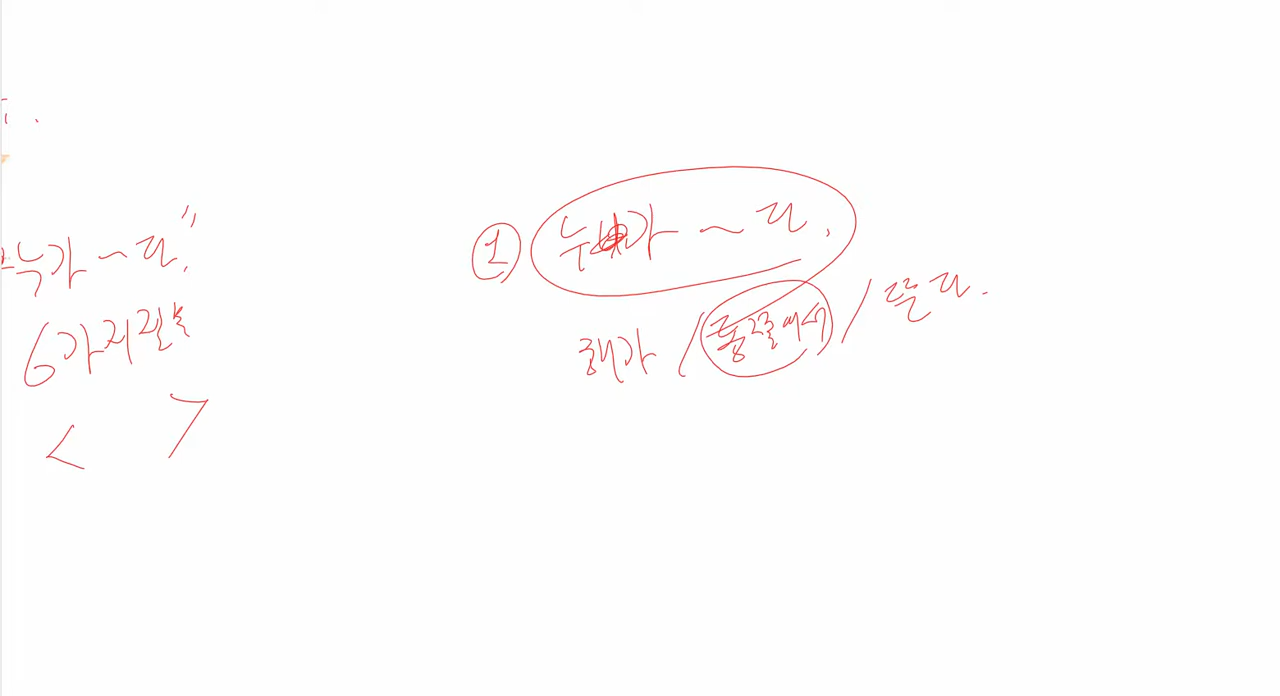 누가 ~다."
6가지질문
< >
① 누가 ~다.
해가 / 동쪽에서 / 뜬다.